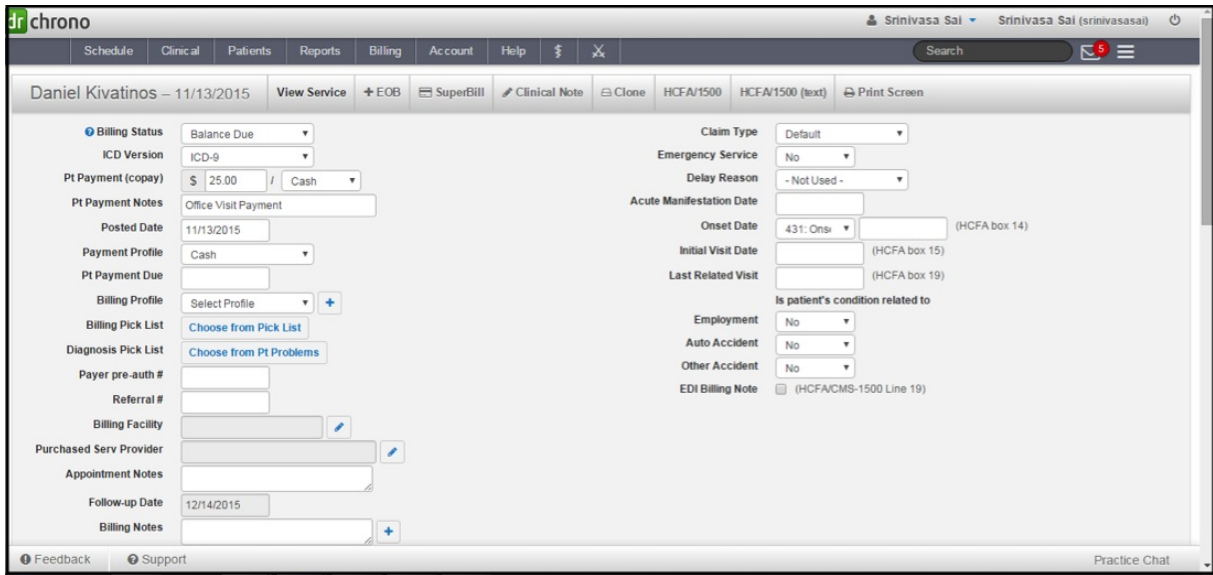 dr chrono
Srinivasa Sai Srinivasa Sai (srinivasasai)
Schedule Clinical Patients Reports Billing Account Help Search 5
Daniel Kivatinos – 11/13/2015 View Service + EOB SuperBill Clinical Note Clone HCFA/1500 HCFA/1500 (text) Print Screen
Billing Status Balance Due
ICD Version ICD-9
Pt Payment (copay) $ 25.00 / Cash
Pt Payment Notes Office Visit Payment
Posted Date 11/13/2015
Payment Profile Cash
Pt Payment Due
Billing Profile Select Profile +
Billing Pick List Choose from Pick List
Diagnosis Pick List Choose from Pt Problems
Payer pre-auth #
Referral #
Billing Facility
Purchased Serv Provider
Appointment Notes
Follow-up Date 12/14/2015
Billing Notes +
Claim Type Default
Emergency Service No
Delay Reason - Not Used -
Acute Manifestation Date
Onset Date 431: Ons (HCFA box 14)
Initial Visit Date (HCFA box 15)
Last Related Visit (HCFA box 19)
Is patient's condition related to
Employment No
Auto Accident No
Other Accident No
EDI Billing Note (HCFA/CMS-1500 Line 19)
Feedback Support Practice Chat